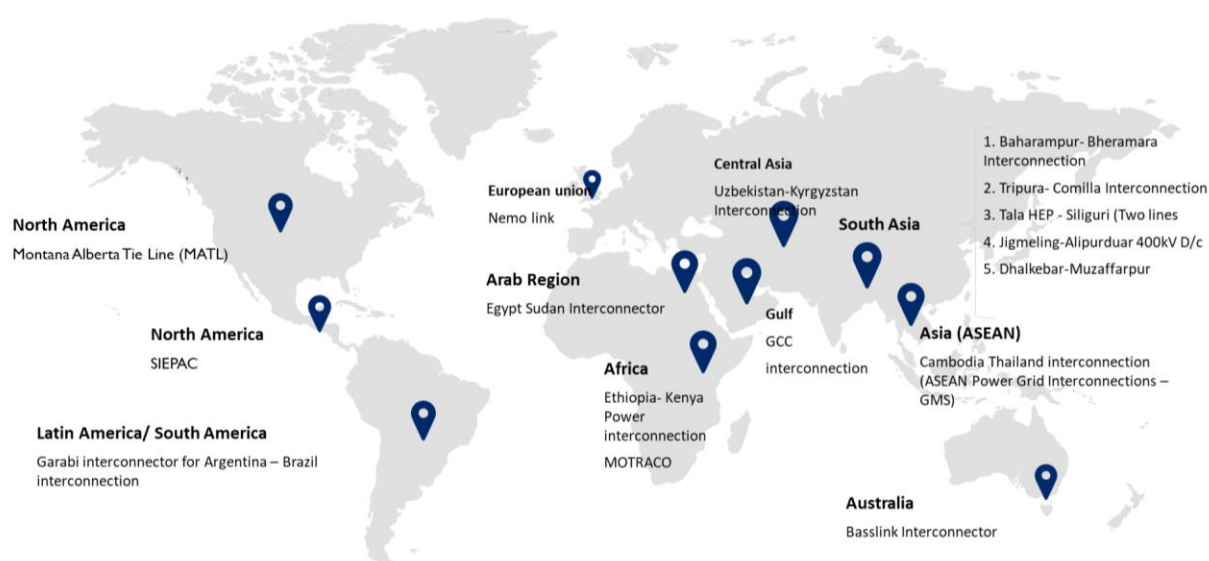 North America
Montana Alberta Tie Line (MATL)
North America
SIEPAC
Latin America/ South America
Garabi interconnector for Argentina – Brazil
interconnection
European union
Nemo link
Arab Region
Egypt Sudan Interconnector
Africa
Ethiopia- Kenya
Power
interconnection
MOTRACO
Central Asia
Uzbekistan-Kyrgyzstan
Interconnection
Gulf
GCC
interconnection
South Asia
1. Baharampur- Bheramara
Interconnection
2. Tripura- Comilla Interconnection
3. Tala HEP - Siliguri (Two lines
4. Jigmeling-Alipurduar 400kV D/c
5. Dhalkebar-Muzaffarpur
Asia (ASEAN)
Cambodia Thailand interconnection
(ASEAN Power Grid Interconnections –
GMS)
Australia
Basslink Interconnector